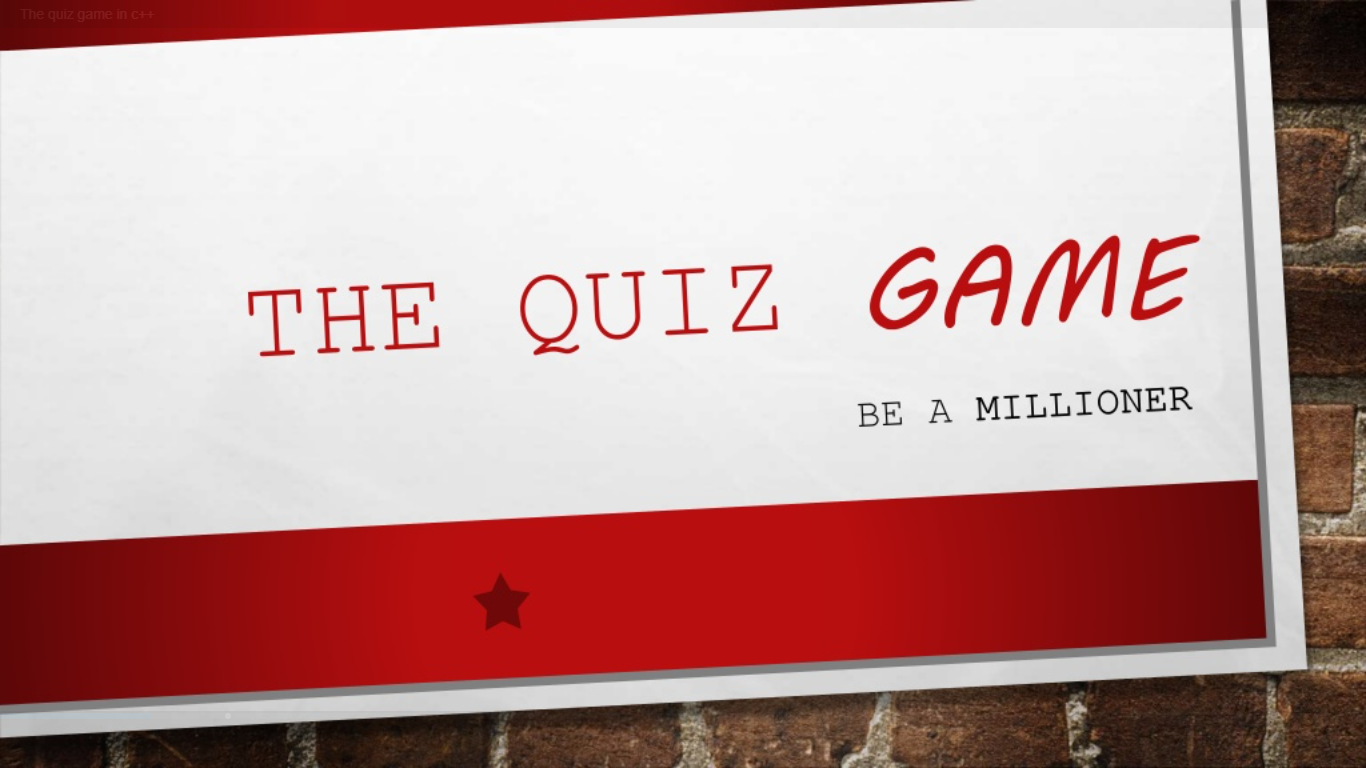 The quiz game in c++
THE QUIZ GAME
BE A MILLIONER